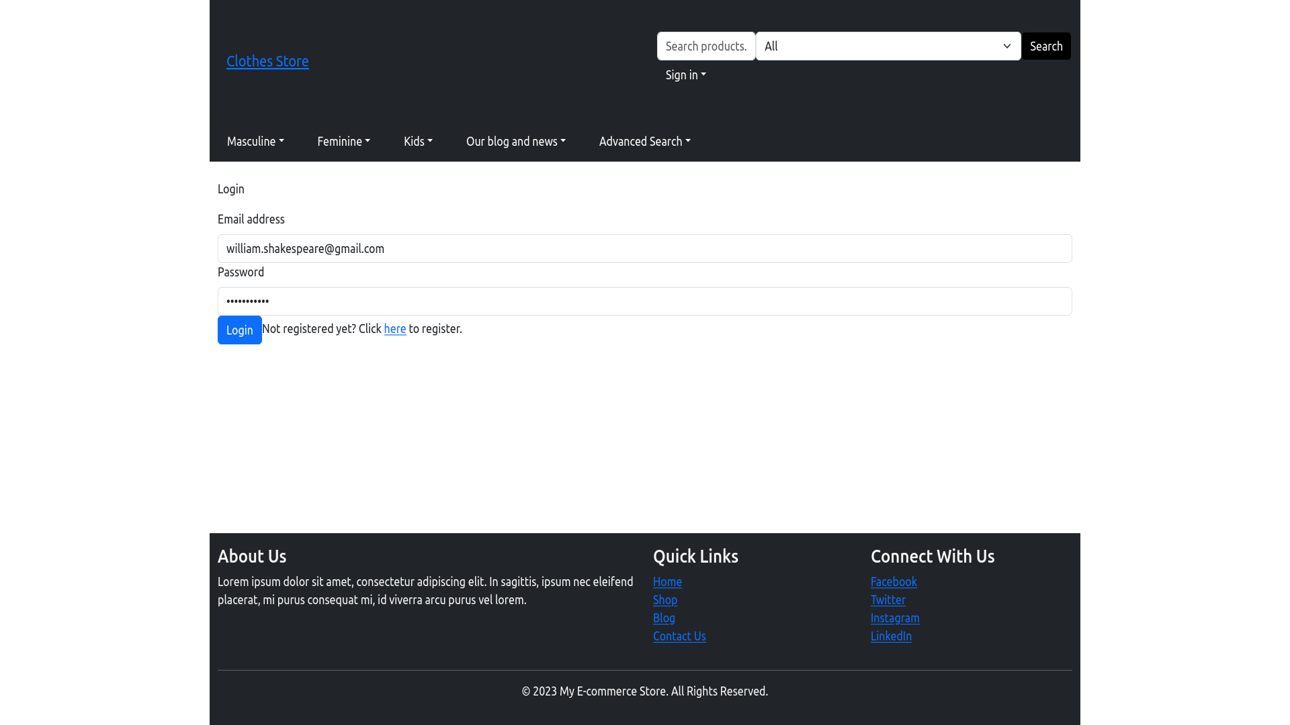 Clothes Store
Search products.
All
Search
Sign in
Masculine
Feminine
Kids
Our blog and news
Advanced Search
Login
Email address
william.shakespeare@gmail.com
Password
•••••••••••
Login
Not registered yet? Click here to register.
About Us
Lorem ipsum dolor sit amet, consectetur adipiscing elit. In sagittis, ipsum nec eleifend
placerat, mi purus consequat mi, id viverra arcu purus vel lorem.
Quick Links
Home
Shop
Blog
Contact Us
Connect With Us
Facebook
Twitter
Instagram
LinkedIn
© 2023 My E-commerce Store. All Rights Reserved.